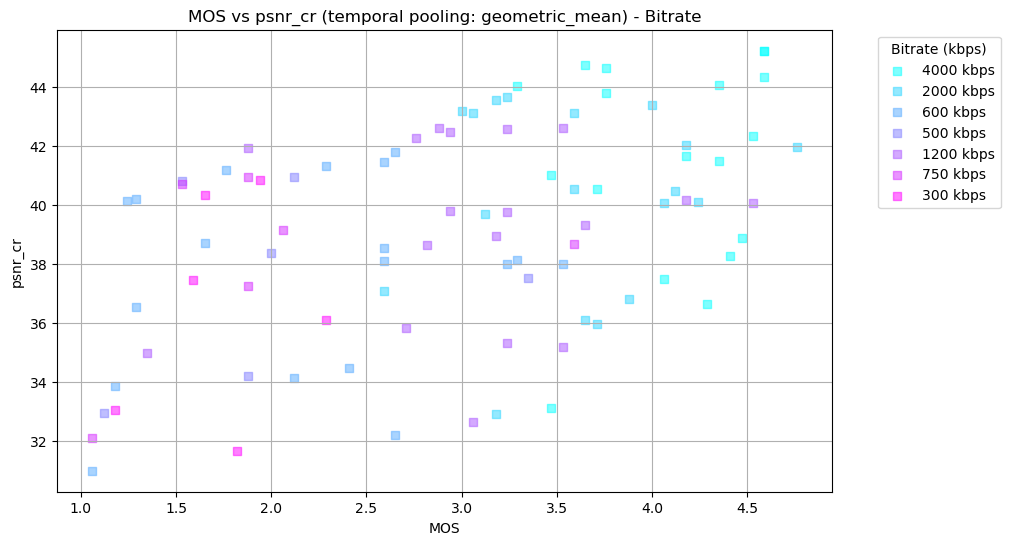 MOS vs psnr_cr (temporal pooling: geometric_mean) - Bitrate
psnr_cr
44
42
40
38
36
34
32
1.0 1.5 2.0 2.5 3.0 3.5 4.0 4.5
MOS
Bitrate (kbps)
4000 kbps
2000 kbps
600 kbps
500 kbps
1200 kbps
750 kbps
300 kbps